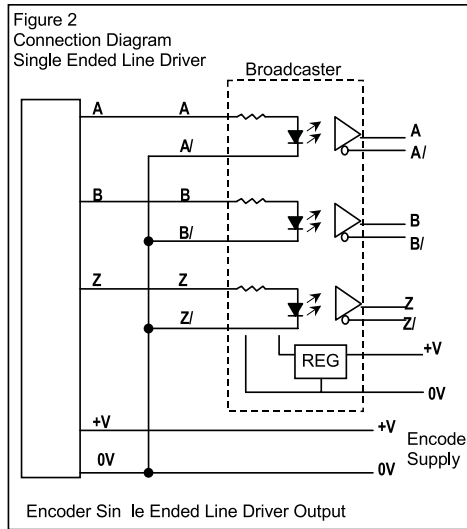 Figure 2
Connection Diagram
Single Ended Line Driver
Broadcaster
A A A
A/ A/
B B B
B/ B/
Z Z Z
Z/ Z/
REG +V
0V
+V +V Encode
0V 0V Supply
Encoder Sin le Ended Line Driver Output